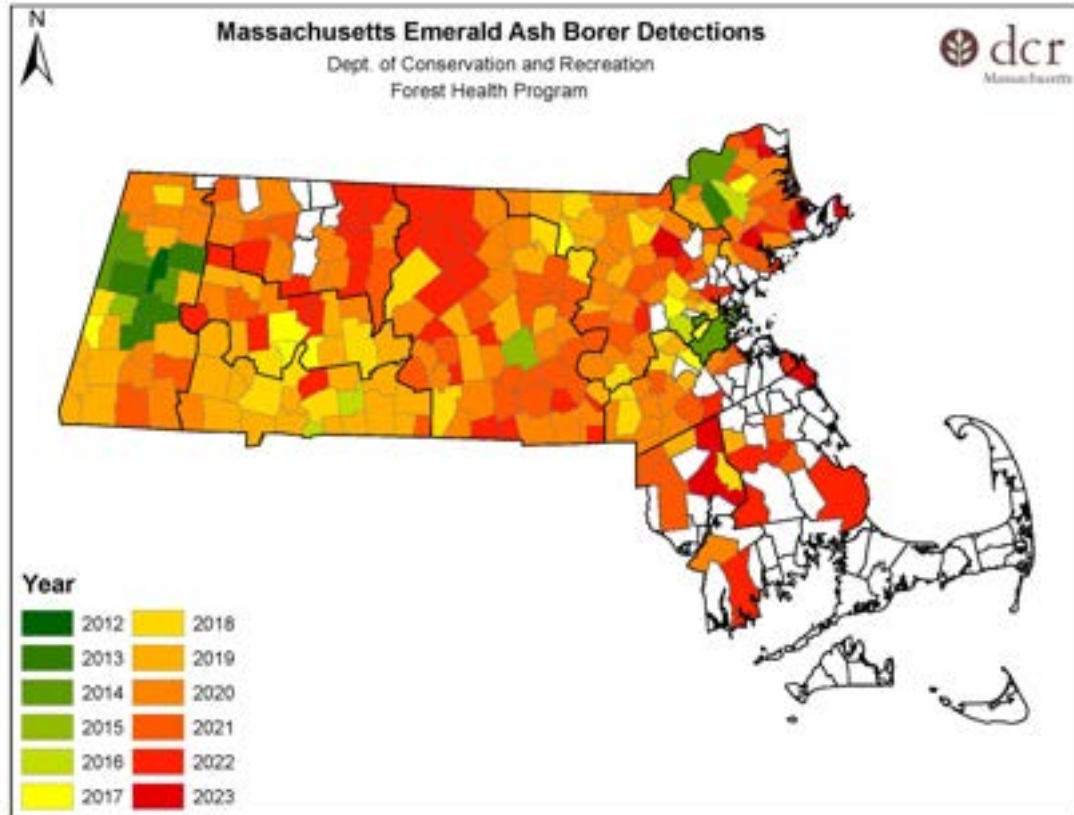 N
Massachusetts Emerald Ash Borer Detections
Dept. of Conservation and Recreation
Forest Health Program
dcr
Massachusetts
Year
2012
2013
2014
2015
2016
2017
2018
2019
2020
2021
2022
2023